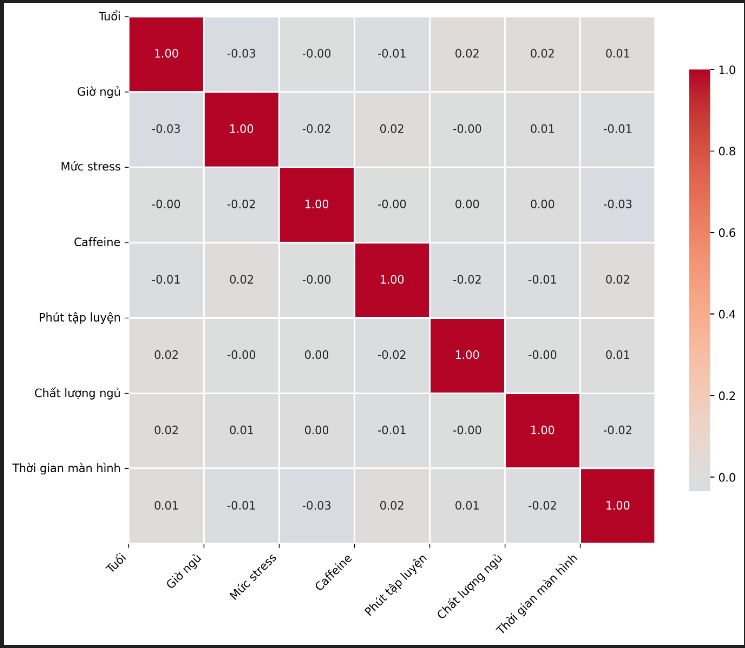 Tuổi 1.00 -0.03 -0.00 -0.01 0.02 0.02 0.01
Giờ ngủ -0.03 1.00 -0.02 0.02 -0.00 0.01 -0.01
Mức stress -0.00 -0.02 1.00 -0.00 0.00 0.00 -0.03
Caffeine -0.01 0.02 -0.00 1.00 -0.02 -0.01 0.02
Phút tập luyện 0.02 -0.00 0.00 -0.02 1.00 -0.00 0.01
Chất lượng ngủ 0.02 0.01 0.00 -0.01 -0.00 1.00 -0.02
Thời gian màn hình 0.01 -0.01 -0.03 0.02 0.01 -0.02 1.00
Tuổi
Giờ ngủ
Mức stress
Caffeine
Phút tập luyện
Chất lượng ngủ
Thời gian màn hình
1.0
0.8
0.6
0.4
0.2
0.0